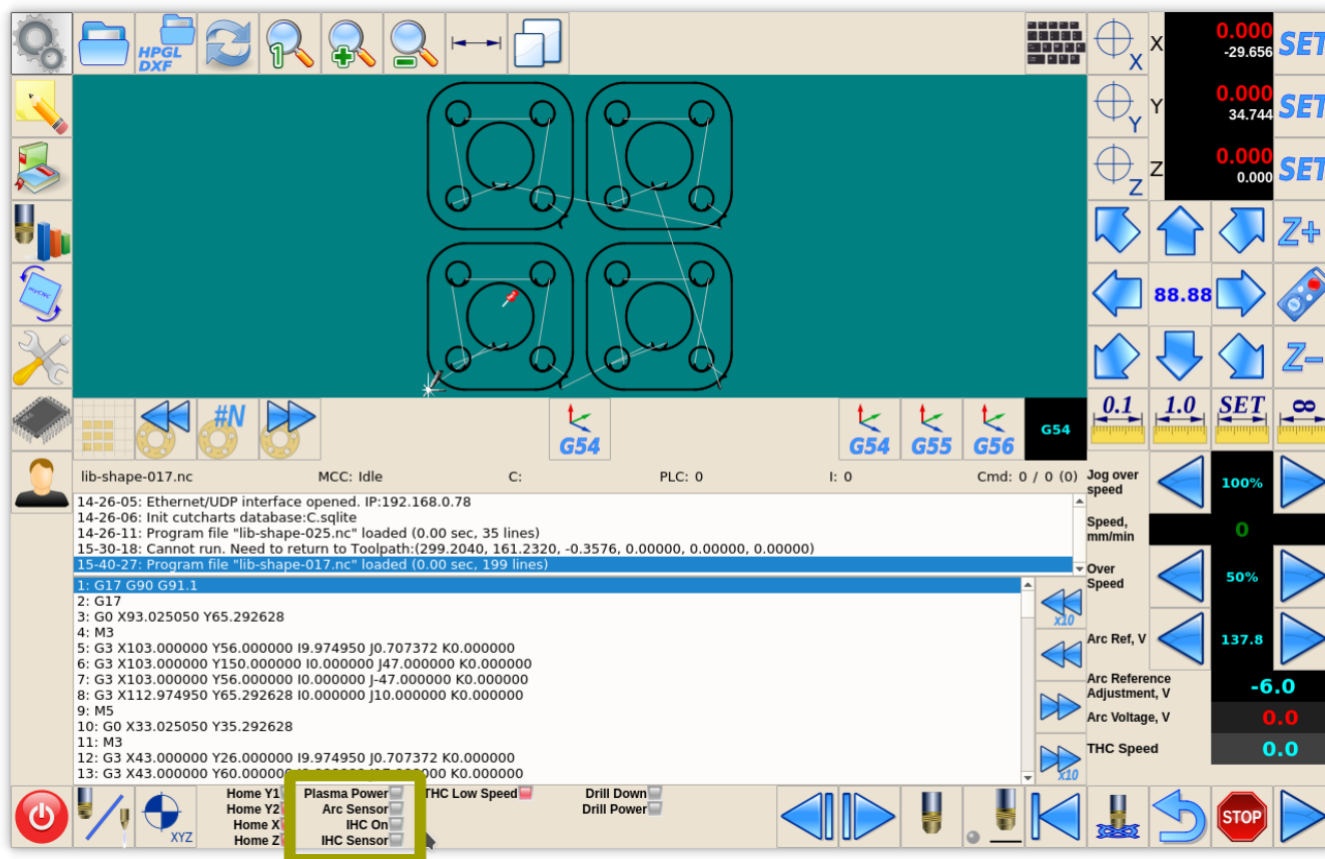 HPGL
DXF
1
X
X
0.000
-29.656
SET
Y
Y
0.000
34.744
SET
Z
Z
0.000
0.000
SET
myCNC
Z+
88.88
Z-
#N
G54
G54
G55
G56
G54
0.1
1.0
SET
∞
lib-shape-017.nc
MCC: Idle
C:
PLC: 0
I: 0
Cmd: 0 / 0 (0)
14-26-05: Ethernet/UDP interface opened. IP:192.168.0.78
14-26-06: Init cutcharts database:C.sqlite
14-26-11: Program file "lib-shape-025.nc" loaded (0.00 sec, 35 lines)
15-30-18: Cannot run. Need to return to Toolpath:(299.2040, 161.2320, -0.3576, 0.00000, 0.00000, 0.00000)
15-40-27: Program file "lib-shape-017.nc" loaded (0.00 sec, 199 lines)
1: G17 G90 G91.1
2: G17
3: G0 X93.025050 Y65.292628
4: M3
5: G3 X103.000000 Y56.000000 I9.974950 J0.707372 K0.000000
6: G3 X103.000000 Y150.000000 I0.000000 J47.000000 K0.000000
7: G3 X103.000000 Y56.000000 I0.000000 J-47.000000 K0.000000
8: G3 X112.974950 Y65.292628 I0.000000 J10.000000 K0.000000
9: M5
10: G0 X33.025050 Y35.292628
11: M3
12: G3 X43.000000 Y26.000000 I9.974950 J0.707372 K0.000000
13: G3 X43.000000 Y60.000000 K0.000000
x10
x10
Jog over
speed
100%
Speed,
mm/min
0
Over
Speed
50%
Arc Ref, V
137.8
Arc Reference
Adjustment, V
-6.0
Arc Voltage, V
0.0
THC Speed
0.0
XYZ
Home Y1
Home Y2
Home X
Home Z
Plasma Power
Arc Sensor
IHC On
IHC Sensor
THC Low Speed
Drill Down
Drill Power
STOP